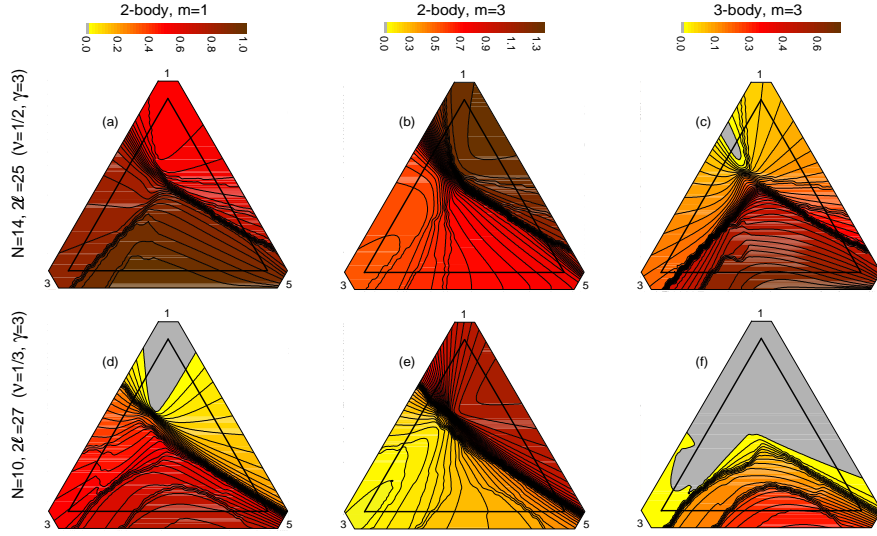 2-body, m=1 2-body, m=3 3-body, m=3
0.0 0.2 0.4 0.6 0.8 1.0 0.0 0.3 0.5 0.7 0.9 1.1 1.3 0.0 0.1 0.3 0.4 0.6
1 1 1
(a) (b) (c)
N=14, 2ℓ=25 (ν=1/2, γ=3)
3 5 3 5 3 5
1 1 1
(d) (e) (f)
N=10, 2ℓ=27 (ν=1/3, γ=3)
3 5 3 5 3 5